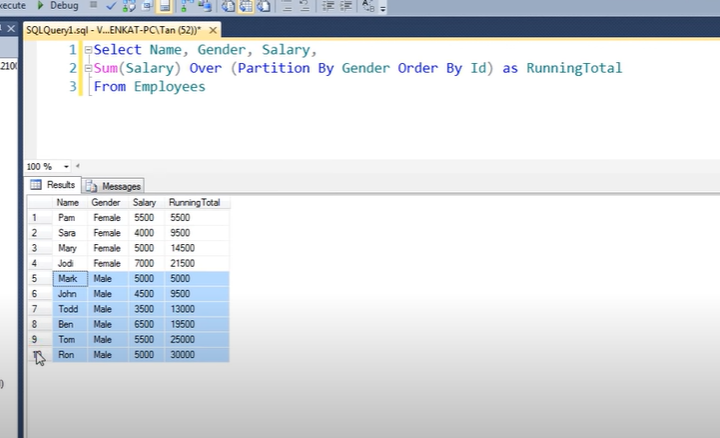 xecute Debug
SQLQuery1.sql - V...ENKAT-PC\Tan (52))*
2100
1 Select Name, Gender, Salary,
2 Sum(Salary) Over (Partition By Gender Order By Id) as RunningTotal
3 From Employees
100 %
Results Messages
Name Gender Salary RunningTotal
1 Pam Female 5500 5500
2 Sara Female 4000 9500
3 Mary Female 5000 14500
4 Jodi Female 7000 21500
5 Mark Male 5000 5000
6 John Male 4500 9500
7 Todd Male 3500 13000
8 Ben Male 6500 19500
9 Tom Male 5500 25000
Ron Male 5000 30000
)